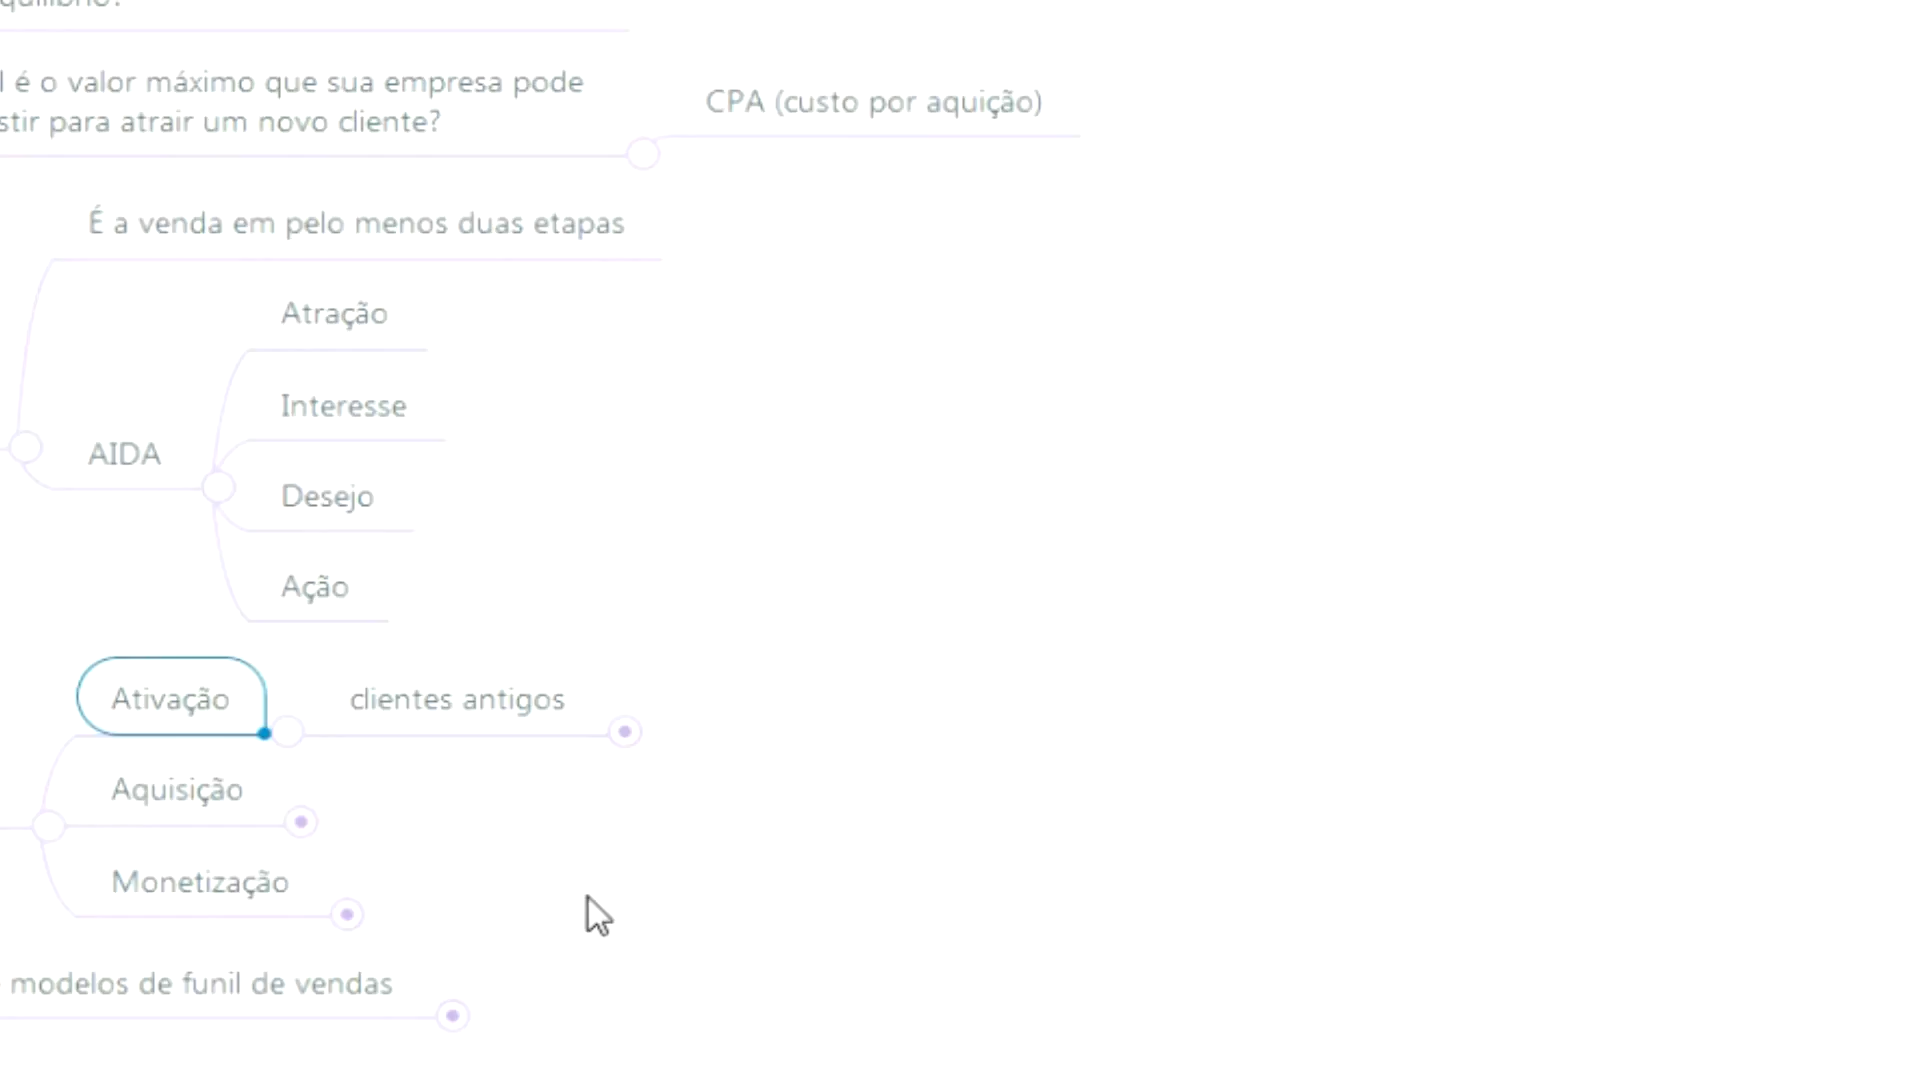 l é o valor máximo que sua empresa pode
stir para atrair um novo cliente?
CPA (custo por aquição)
É a venda em pelo menos duas etapas
AIDA
Atração
Interesse
Desejo
Ação
Ativação
clientes antigos
Aquisição
Monetização
modelos de funil de vendas